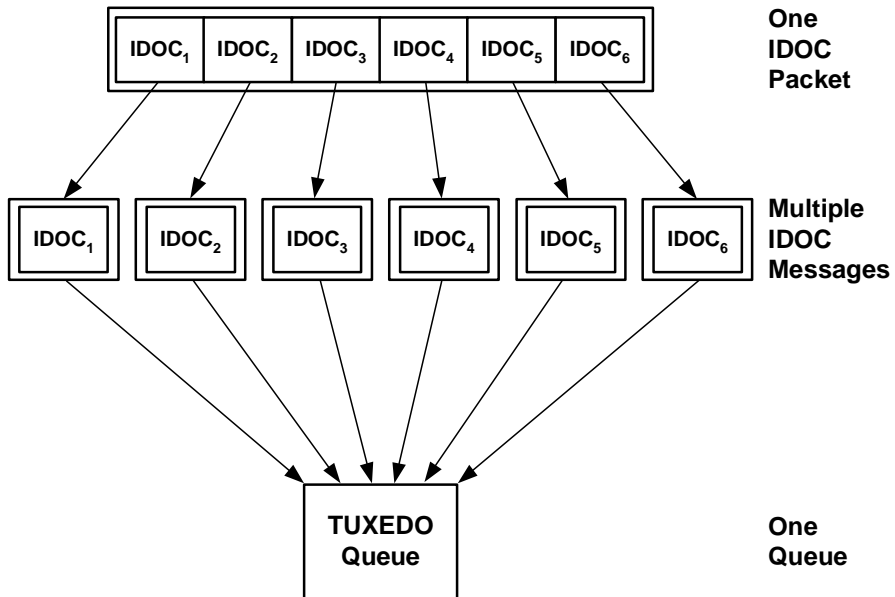 IDOC₁ IDOC₂ IDOC₃ IDOC₄ IDOC₅ IDOC₆
One
IDOC
Packet
IDOC₁ IDOC₂ IDOC₃ IDOC₄ IDOC₅ IDOC₆
Multiple
IDOC
Messages
TUXEDO
Queue
One
Queue